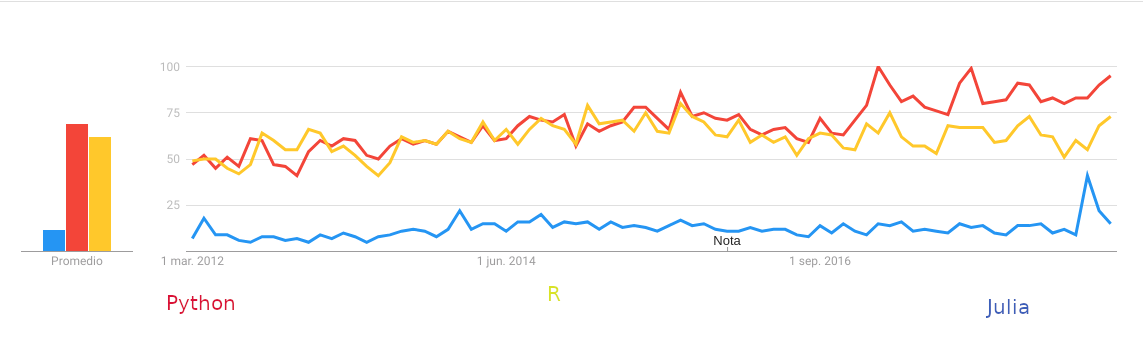 100
75
50
25
Nota
Promedio
1 mar. 2012
1 jun. 2014
1 sep. 2016
Python
R
Julia